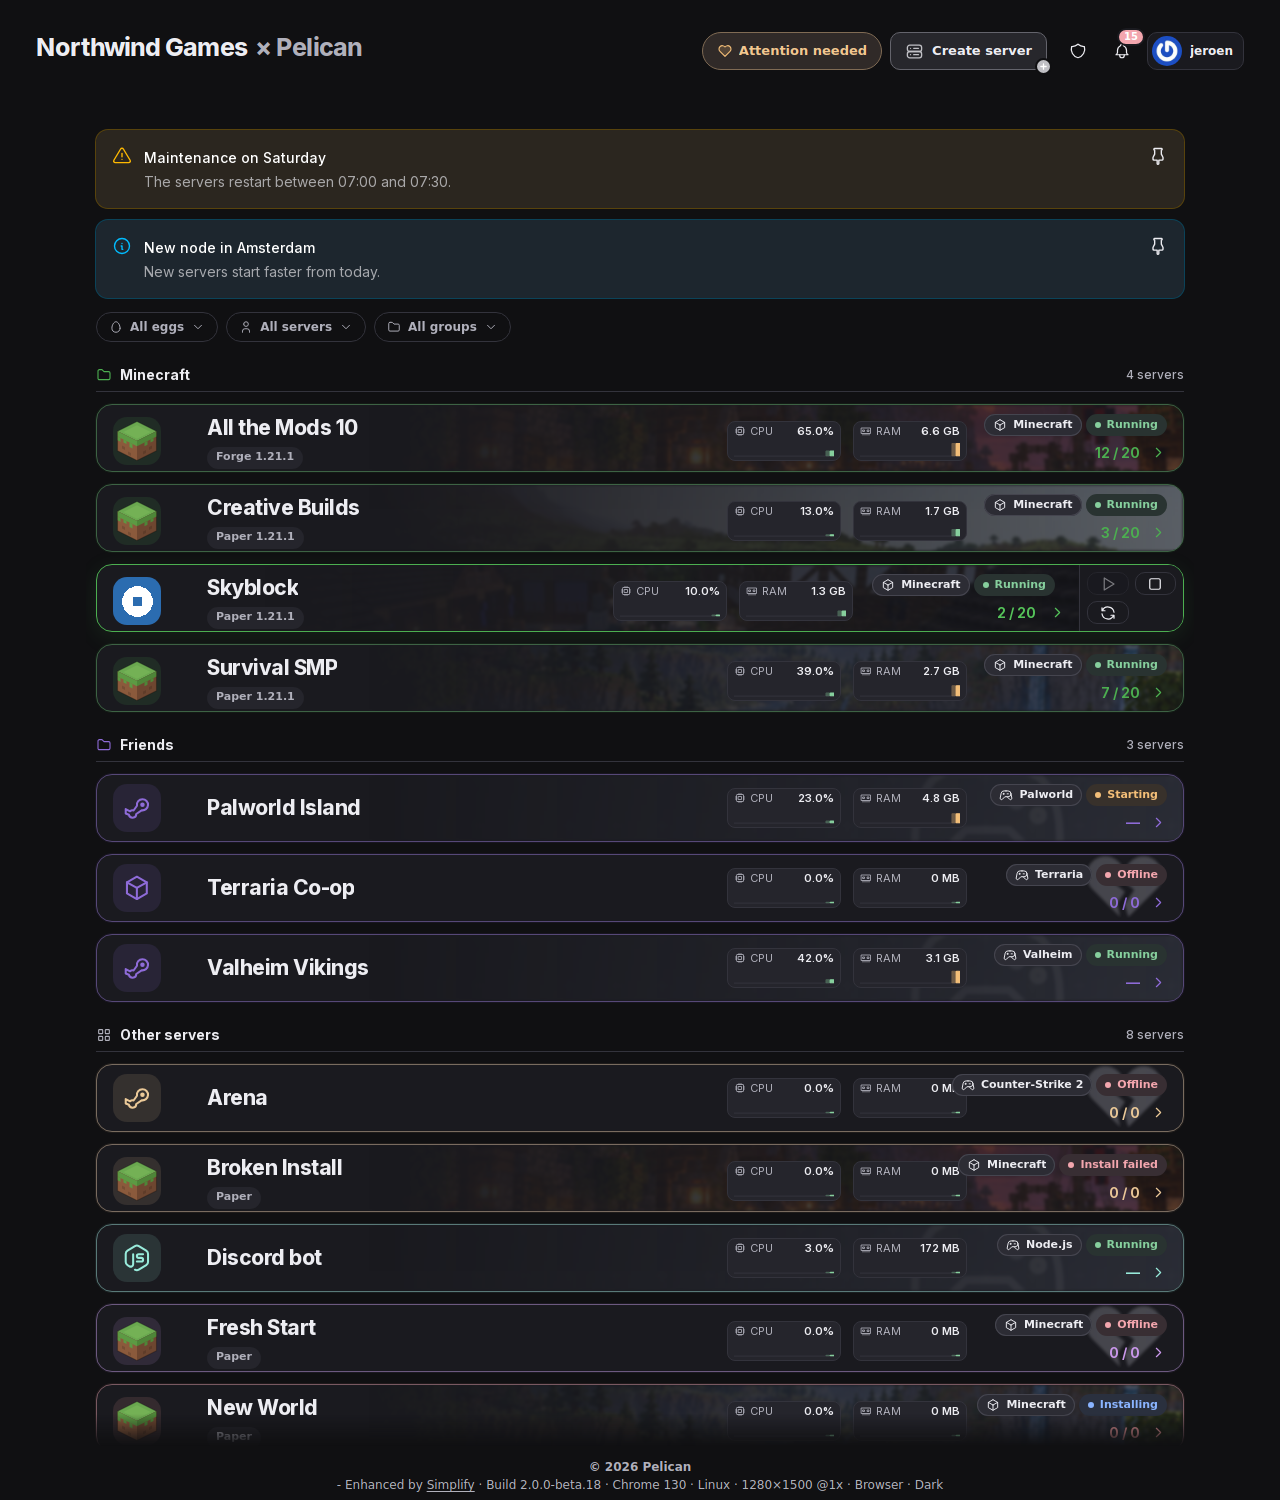 Northwind Games × Pelican
Attention needed
Create server
15
jeroen
Maintenance on Saturday
The servers restart between 07:00 and 07:30.
New node in Amsterdam
New servers start faster from today.
All eggs
All servers
All groups
Minecraft
4 servers
All the Mods 10
Forge 1.21.1
CPU 65.0%
RAM 6.6 GB
Minecraft
Running
12 / 20
Creative Builds
Paper 1.21.1
CPU 13.0%
RAM 1.7 GB
Minecraft
Running
3 / 20
Skyblock
Paper 1.21.1
CPU 10.0%
RAM 1.3 GB
Minecraft
Running
2 / 20
Survival SMP
Paper 1.21.1
CPU 39.0%
RAM 2.7 GB
Minecraft
Running
7 / 20
Friends
3 servers
Palworld Island
CPU 23.0%
RAM 4.8 GB
Palworld
Starting
—
Terraria Co-op
CPU 0.0%
RAM 0 MB
Terraria
Offline
0 / 0
Valheim Vikings
CPU 42.0%
RAM 3.1 GB
Valheim
Running
—
Other servers
8 servers
Arena
CPU 0.0%
RAM 0 M
Counter-Strike 2
Offline
0 / 0
Broken Install
Paper
CPU 0.0%
RAM 0 MB
Minecraft
Install failed
0 / 0
Discord bot
JS
CPU 3.0%
RAM 172 MB
Node.js
Running
—
Fresh Start
Paper
CPU 0.0%
RAM 0 MB
Minecraft
Offline
0 / 0
New World
Paper
CPU 0.0%
RAM 0 MB
Minecraft
Installing
0 / 0
© 2026 Pelican
- Enhanced by Simplify · Build 2.0.0-beta.18 · Chrome 130 · Linux · 1280×1500 @1x · Browser · Dark